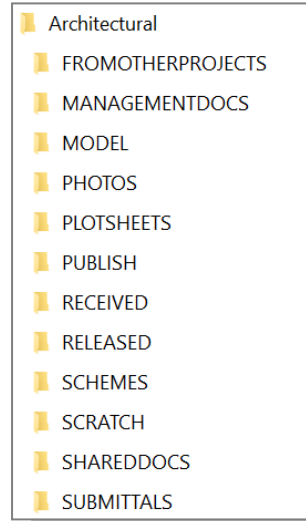 Architectural
FROMOTHERPROJECTS
MANAGEMENTDOCS
MODEL
PHOTOS
PLOTSHEETS
PUBLISH
RECEIVED
RELEASED
SCHEMES
SCRATCH
SHAREDDOCS
SUBMITTALS